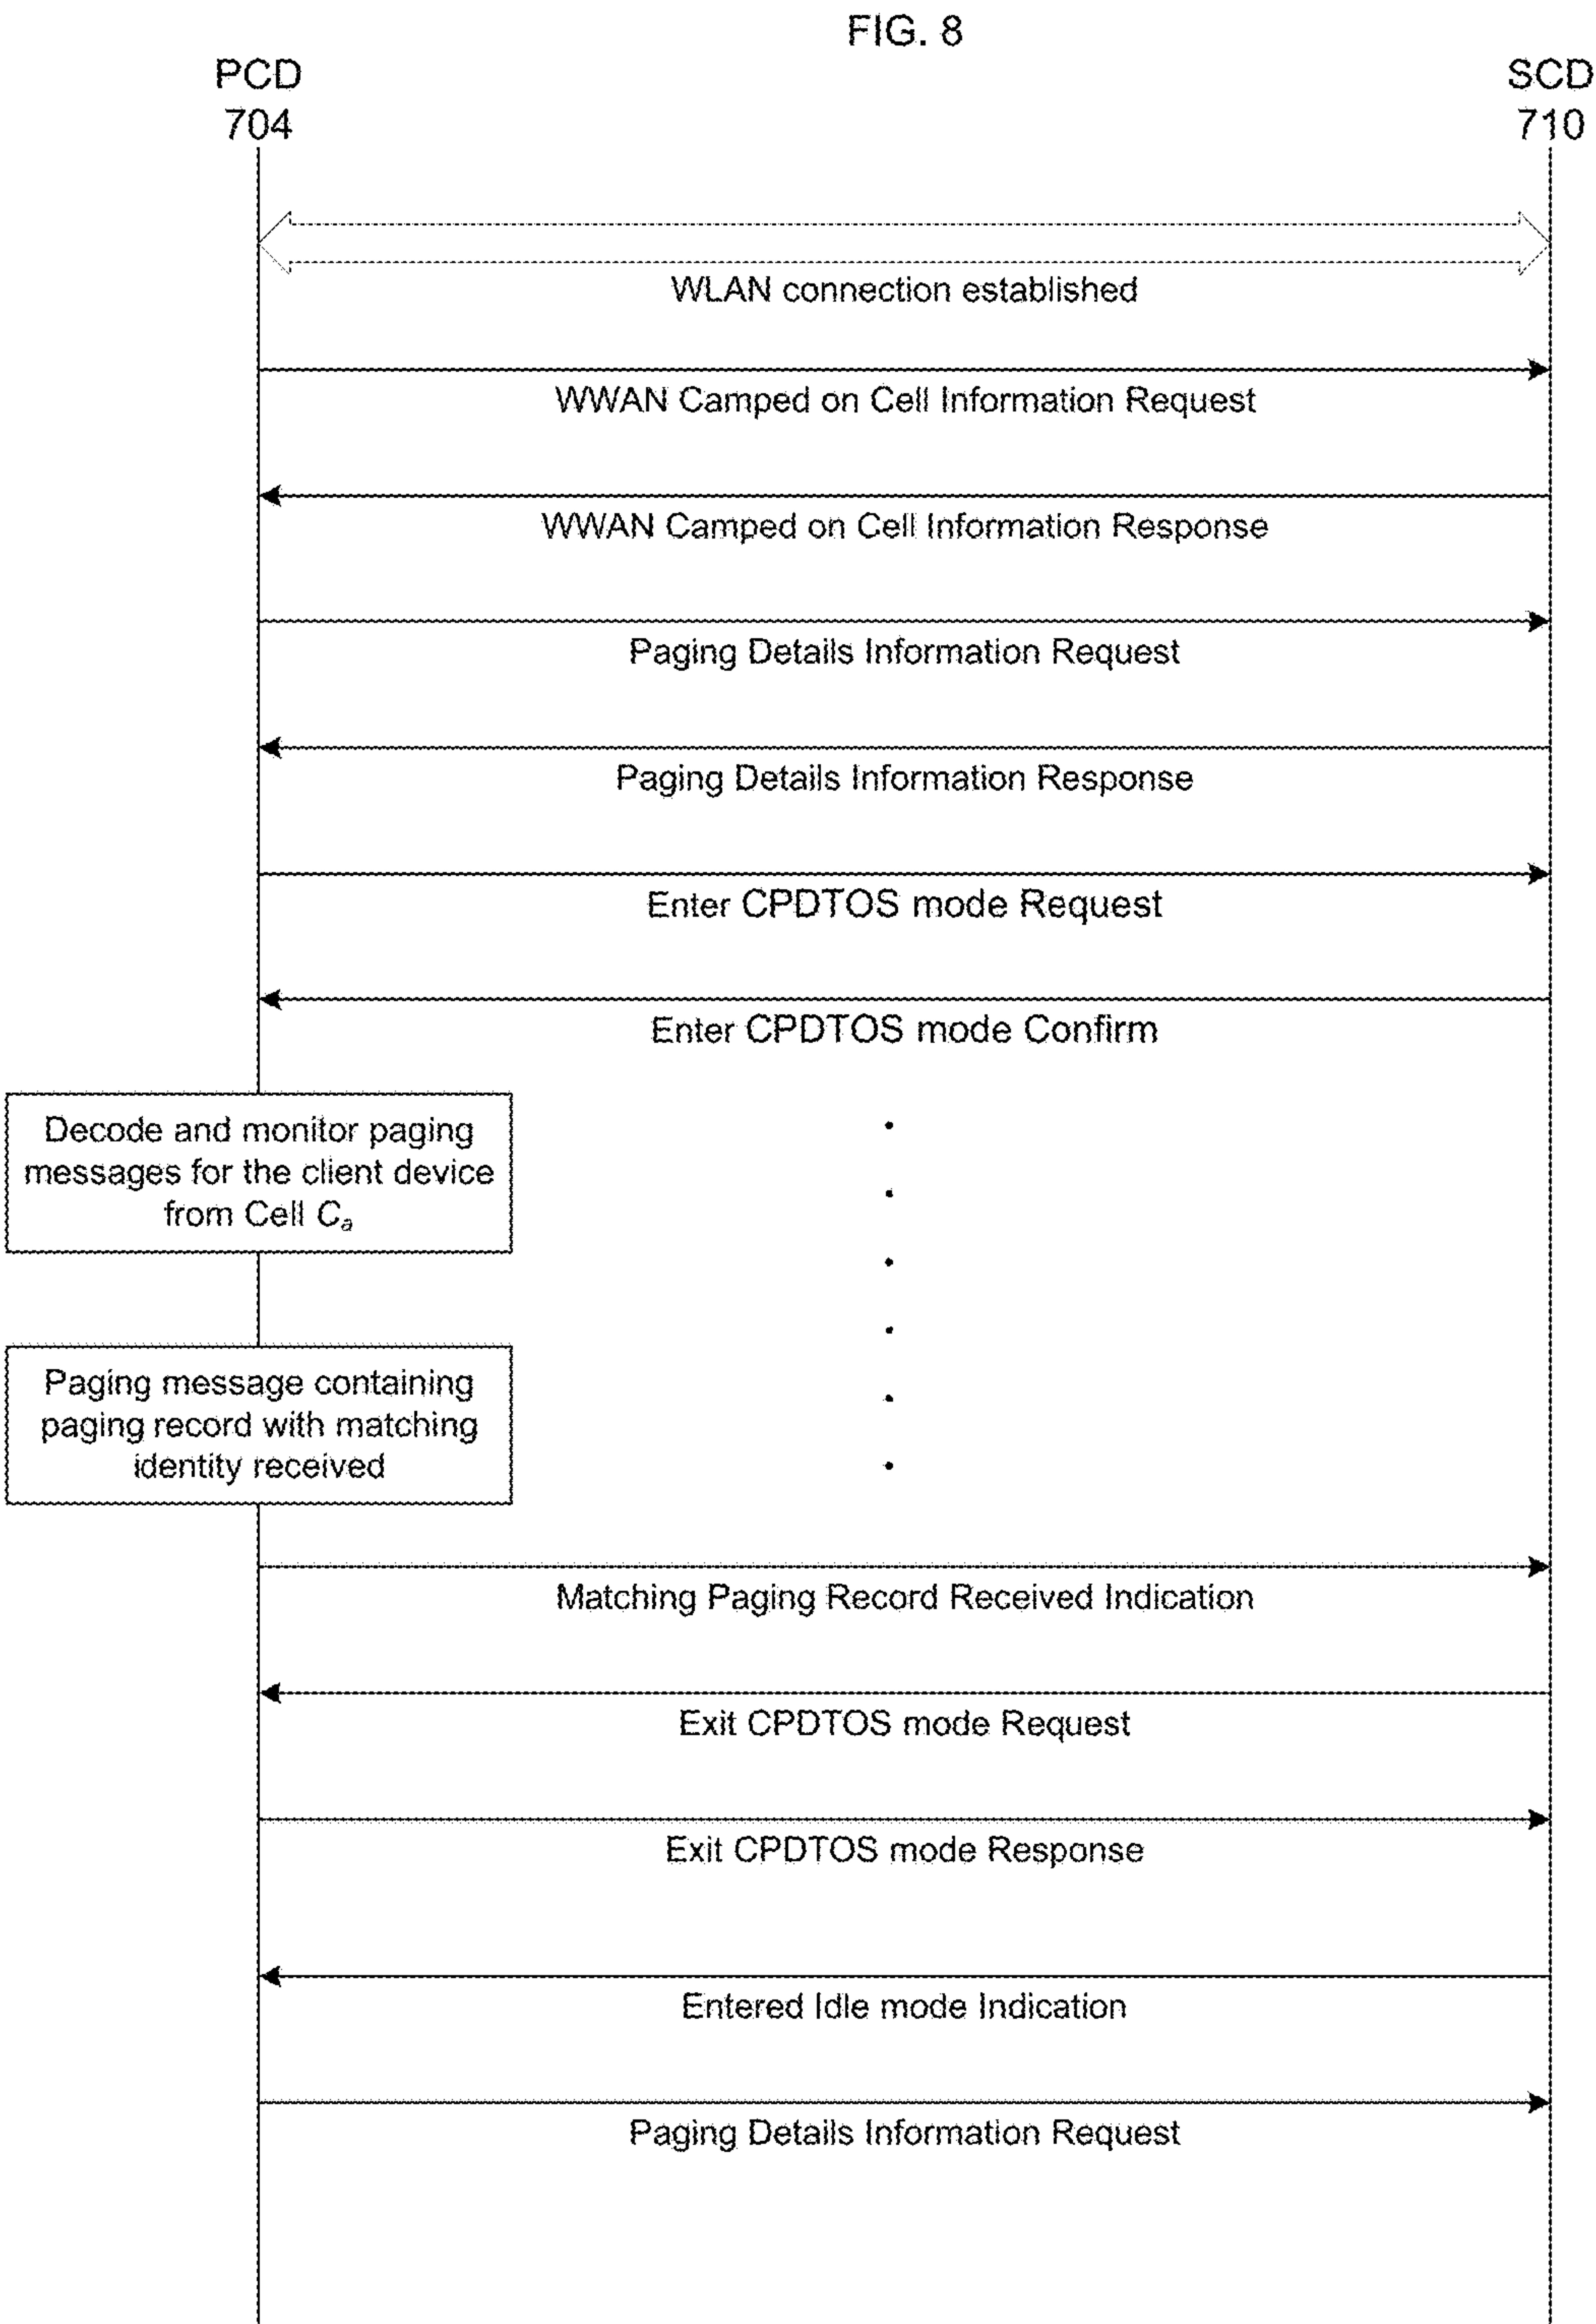 FIG. 8
PCD
704
SCD
710
WLAN connection established
WWAN Camped on Cell Information Request
WWAN Camped on Cell Information Response
Paging Details Information Request
Paging Details Information Response
Enter CPDTOS mode Request
Enter CPDTOS mode Confirm
Decode and monitor paging
messages for the client device
from Cell Cₐ
Paging message containing
paging record with matching
identity received
Matching Paging Record Received Indication
Exit CPDTOS mode Request
Exit CPDTOS mode Response
Entered Idle mode Indication
Paging Details Information Request